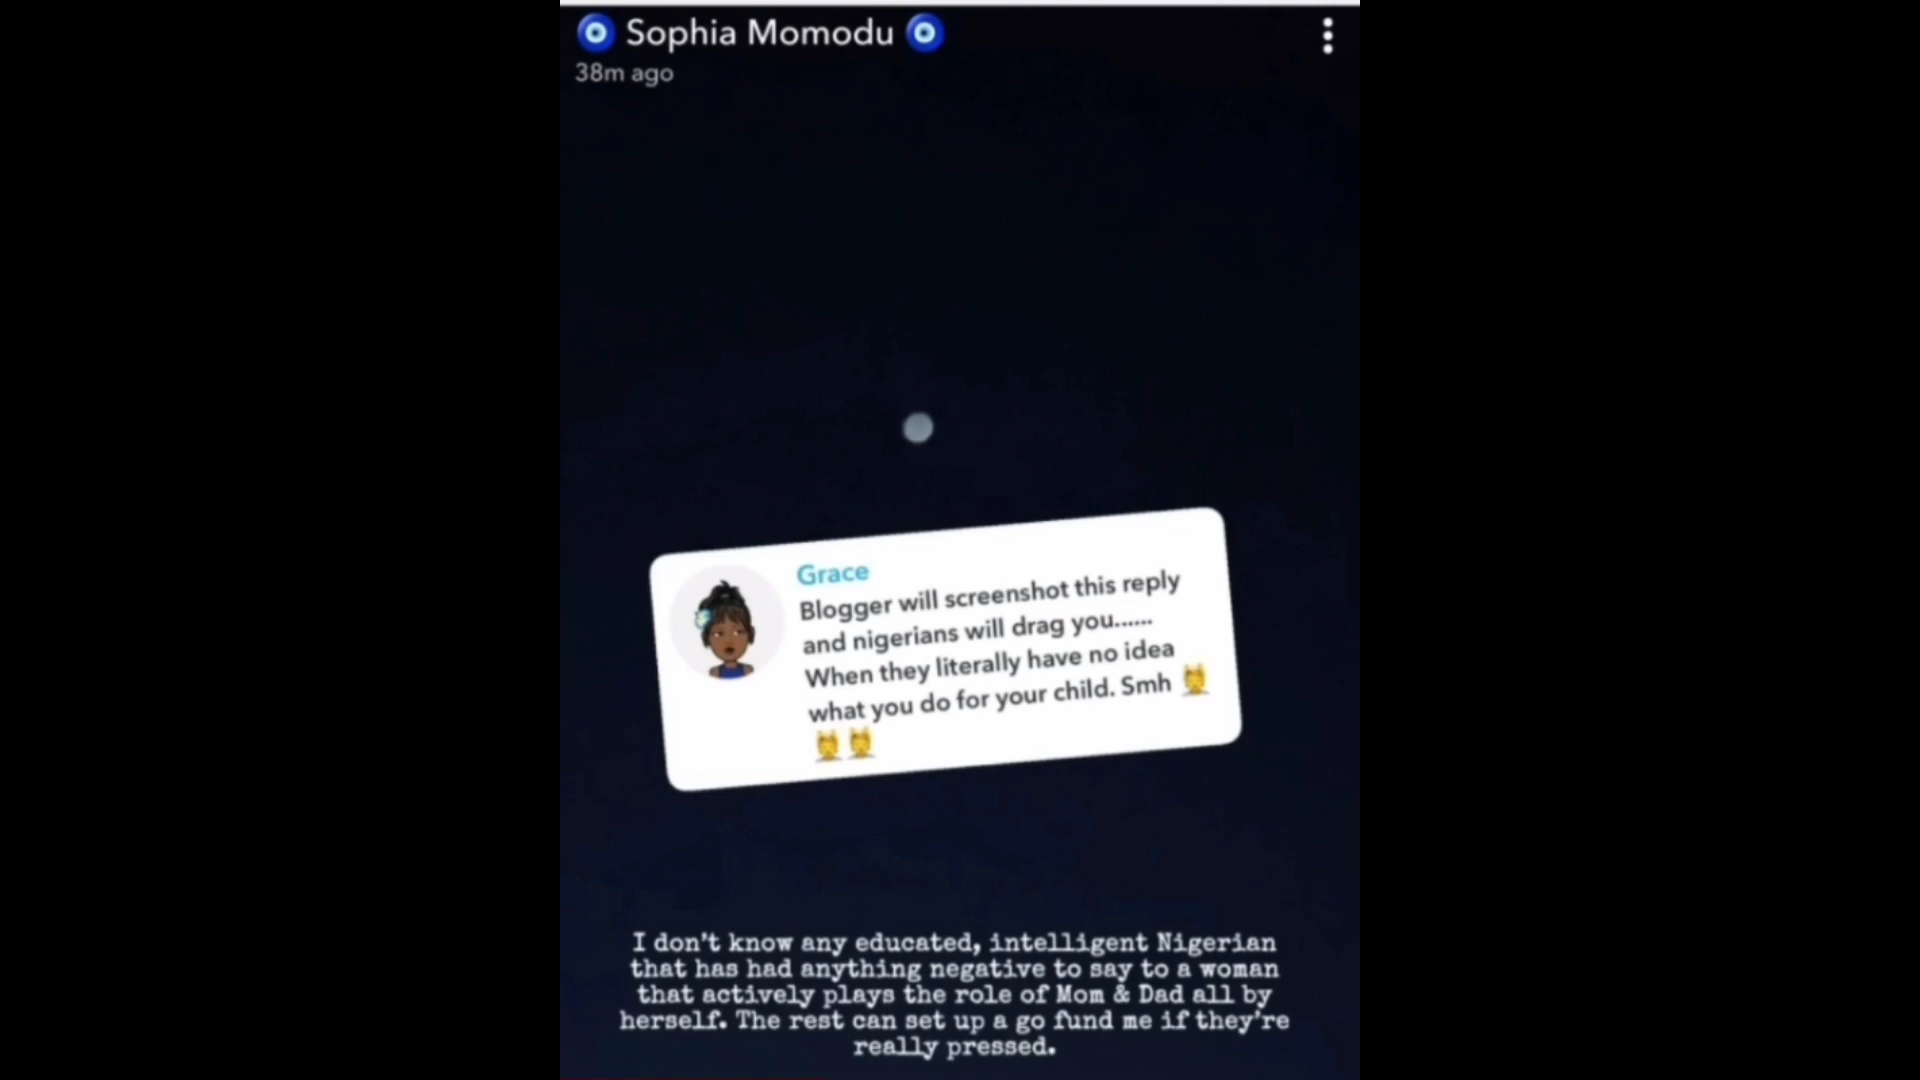 🧿 Sophia Momodu 🧿
38m ago
Grace
Blogger will screenshot this reply
and nigerians will drag you......
When they literally have no idea
what you do for your child. Smh 💆
💆💆
I don't know any educated, intelligent Nigerian
that has had anything negative to say to a woman
that actively plays the role of Mom & Dad all by
herself. The rest can set up a go fund me if they're
really pressed.